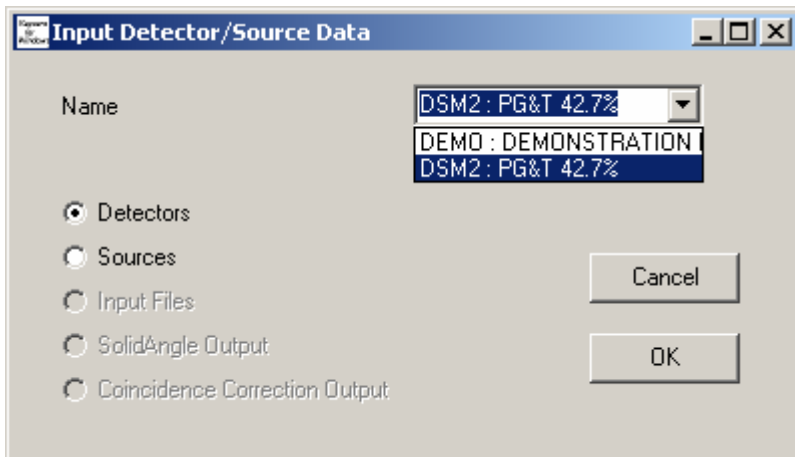 Input Detector/Source Data
Name
DSM2 : PG&T 42.7%
DEMO : DEMONSTRATION
DSM2 : PG&T 42.7%
Detectors
Sources
Input Files
SolidAngle Output
Coincidence Correction Output
Cancel
OK